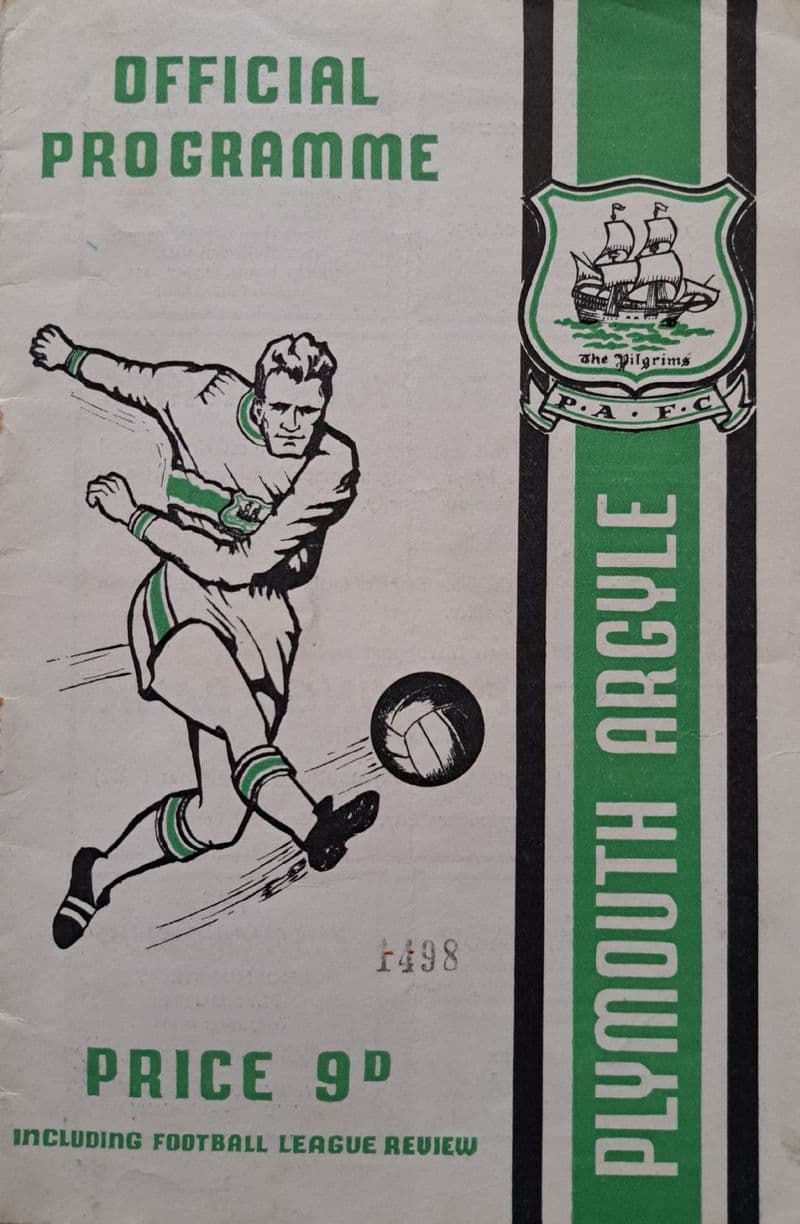 OFFICIAL
PROGRAMME
The Pilgrims
P. A. F. C
PLYMOUTH ARGYLE
1498
PRICE 9D
INCLUDING FOOTBALL LEAGUE REVIEW